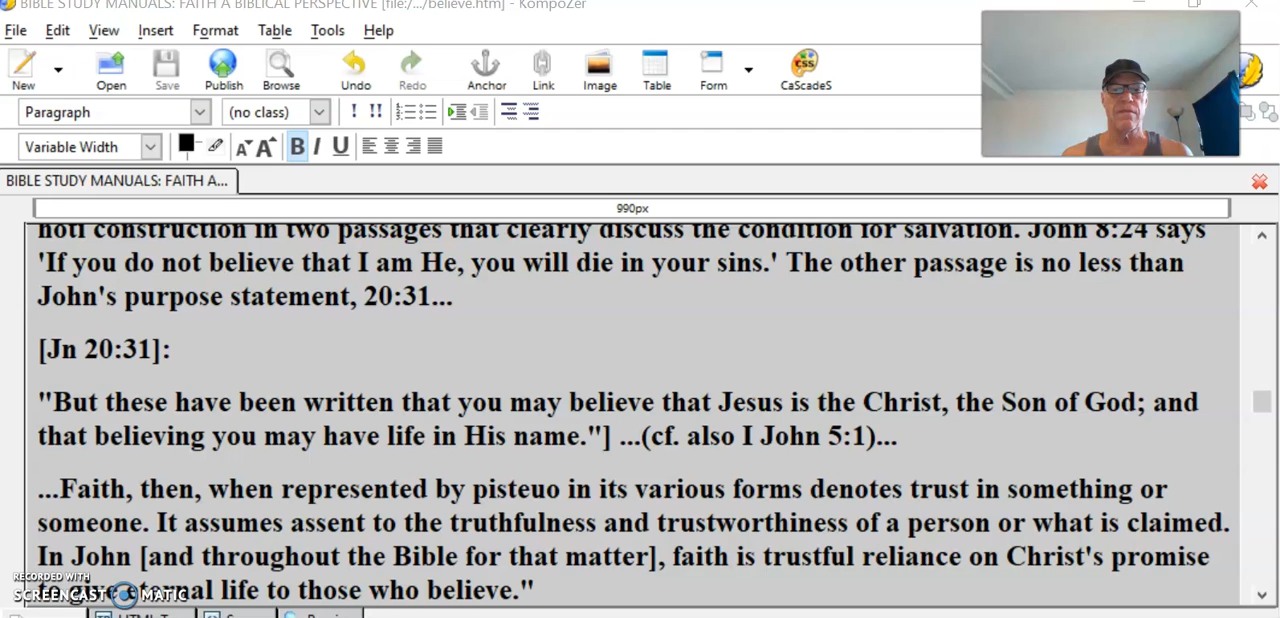 BIBLE STUDY MANUALS: FAITH A BIBLICAL PERSPECTIVE [file:/.../believe.htm] - KompoZer
File Edit View Insert Format Table Tools Help
New Open Save Publish Browse Undo Redo Anchor Link Image Table Form CaScadeS
Paragraph (no class) ! !!
Variable Width A A B I U
BIBLE STUDY MANUALS: FAITH A...
990px
hoti construction in two passages that clearly discuss the condition for salvation. John 8:24 says
'If you do not believe that I am He, you will die in your sins.' The other passage is no less than
John's purpose statement, 20:31...
[Jn 20:31]:
"But these have been written that you may believe that Jesus is the Christ, the Son of God; and
that believing you may have life in His name."] ...(cf. also I John 5:1)...
...Faith, then, when represented by pisteuo in its various forms denotes trust in something or
someone. It assumes assent to the truthfulness and trustworthiness of a person or what is claimed.
In John [and throughout the Bible for that matter], faith is trustful reliance on Christ's promise
to give eternal life to those who believe."
RECORDED WITH
SCREENCAST MATIC